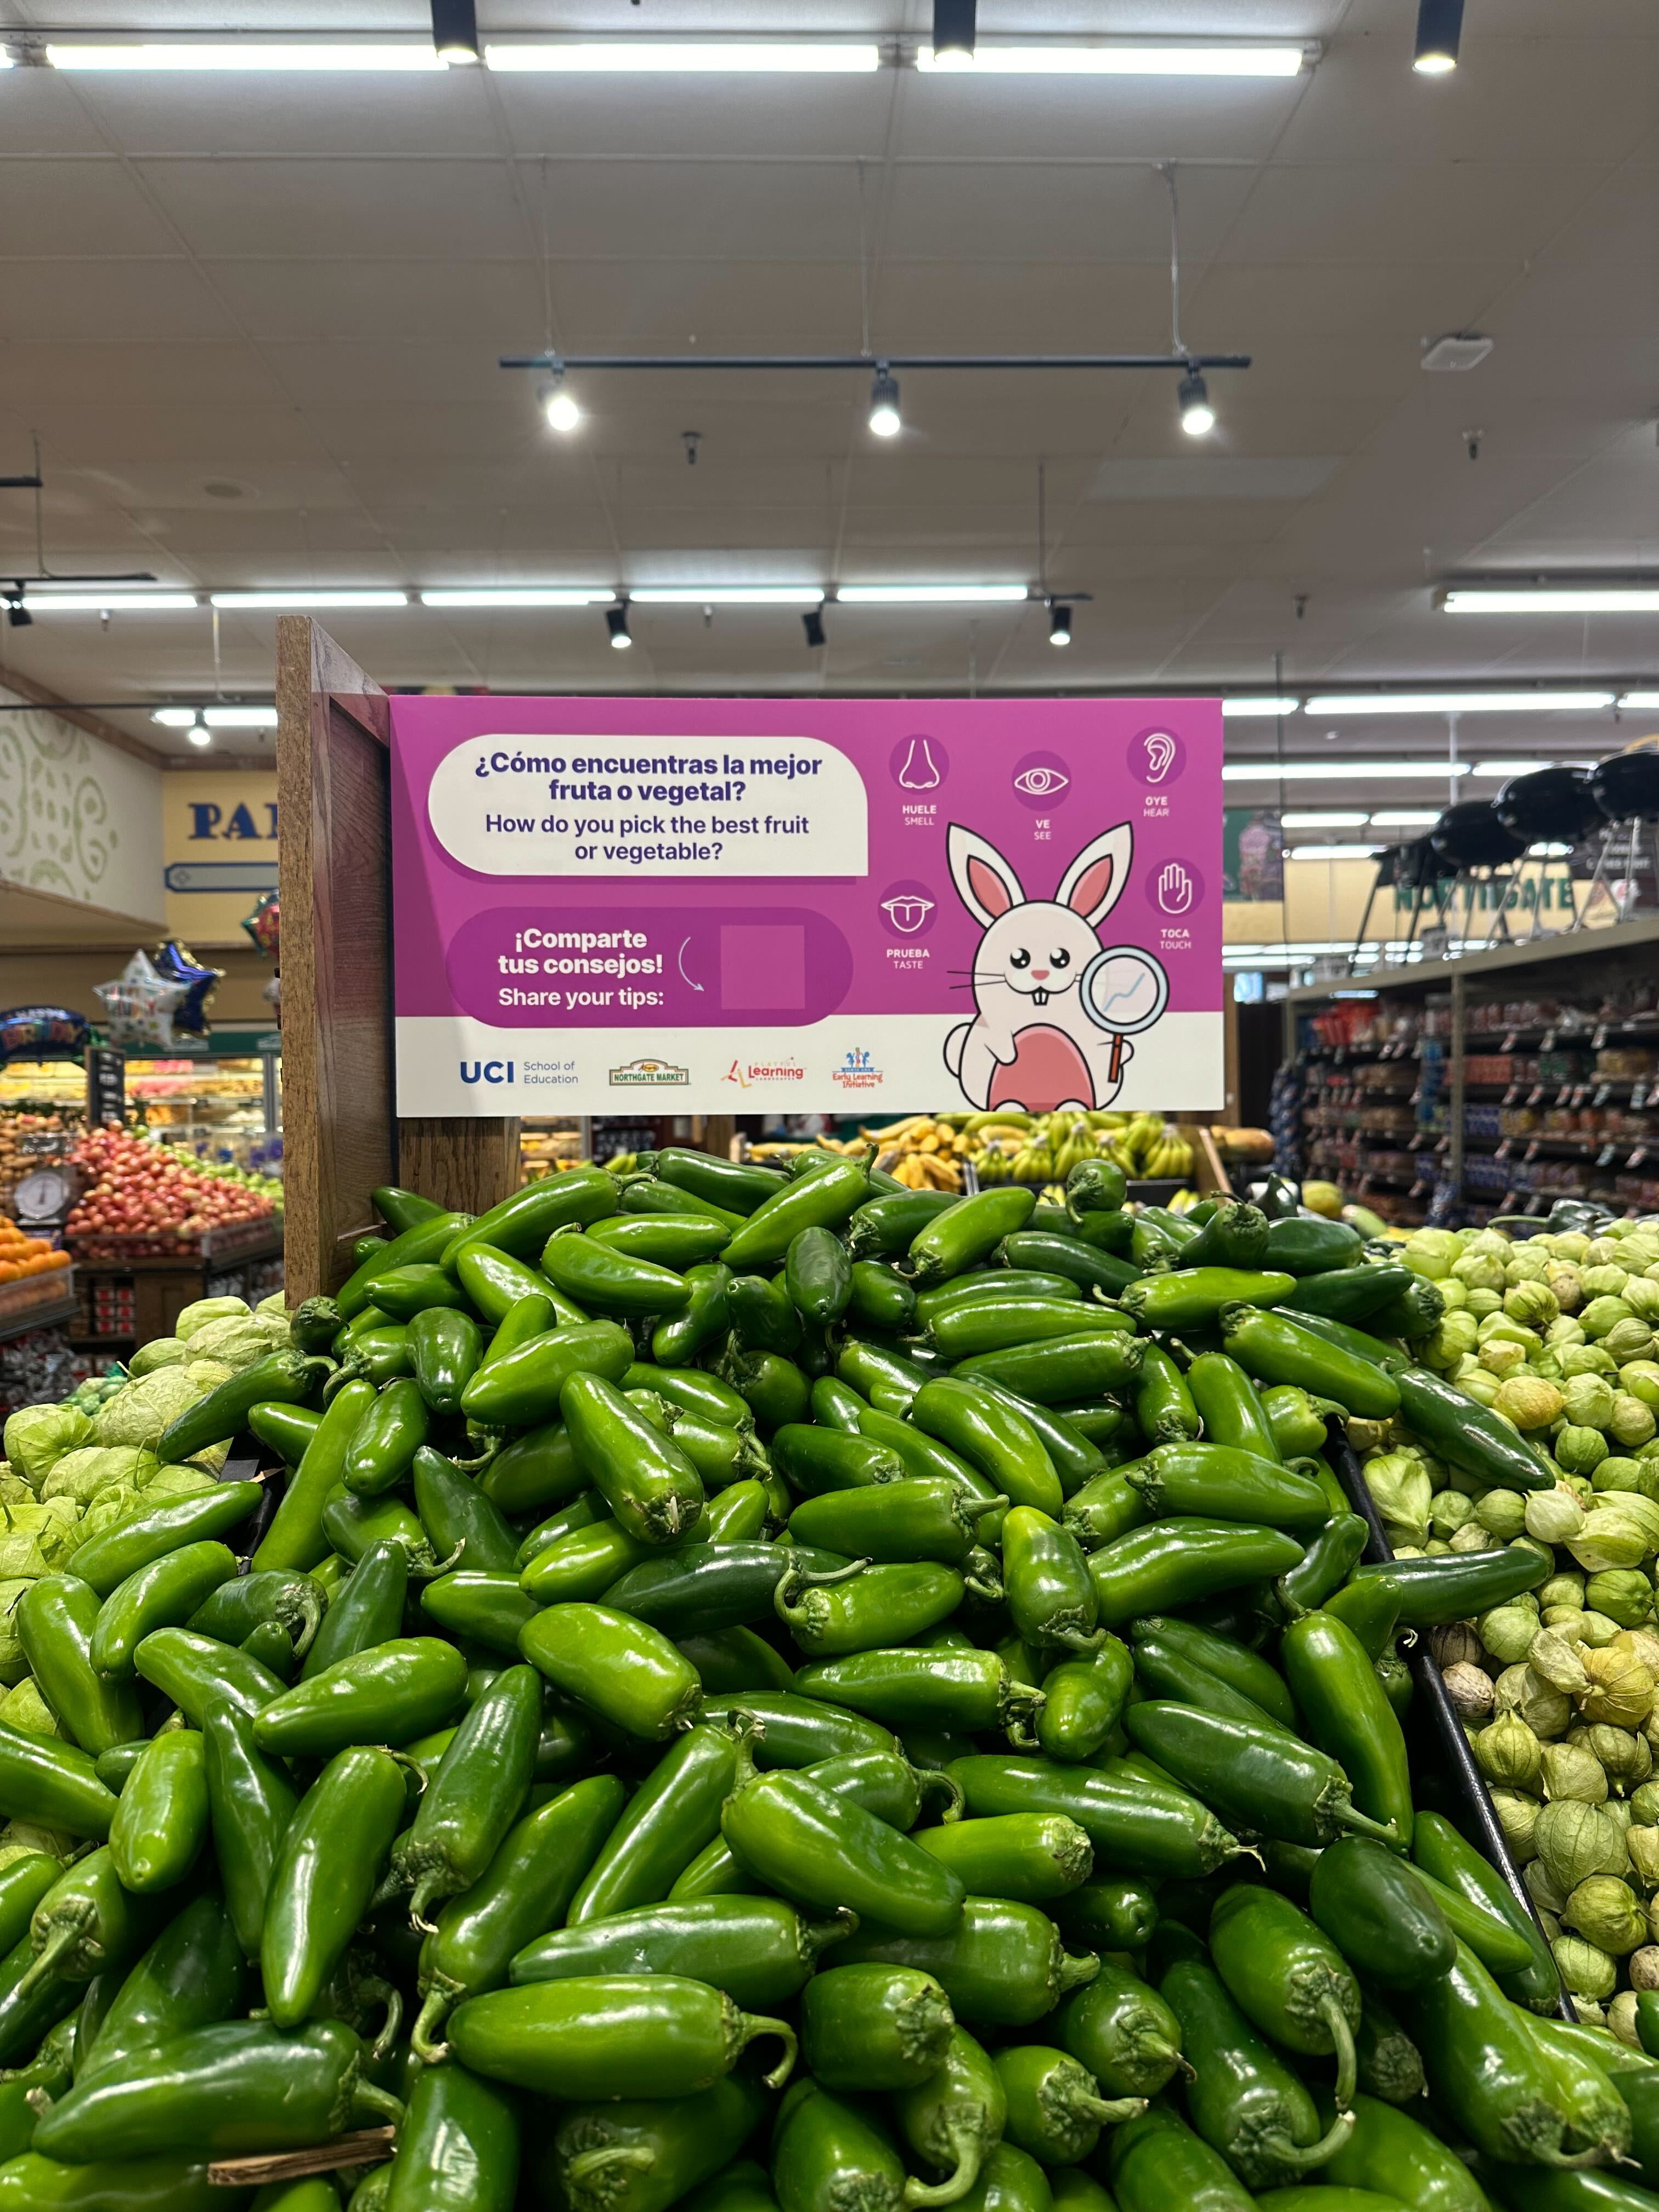 ¿Cómo encuentras la mejor
fruta o vegetal?
How do you pick the best fruit
or vegetable?
¡Comparte
tus consejos!
Share your tips:
HUELE
SMELL
VE
SEE
OYE
HEAR
PRUEBA
TASTE
TOCA
TOUCH
UCI School of
Education
NORTHGATE MARKET
Learning
LANDSCAPES
Early Learning
Initiative
PA
NORTHGATE